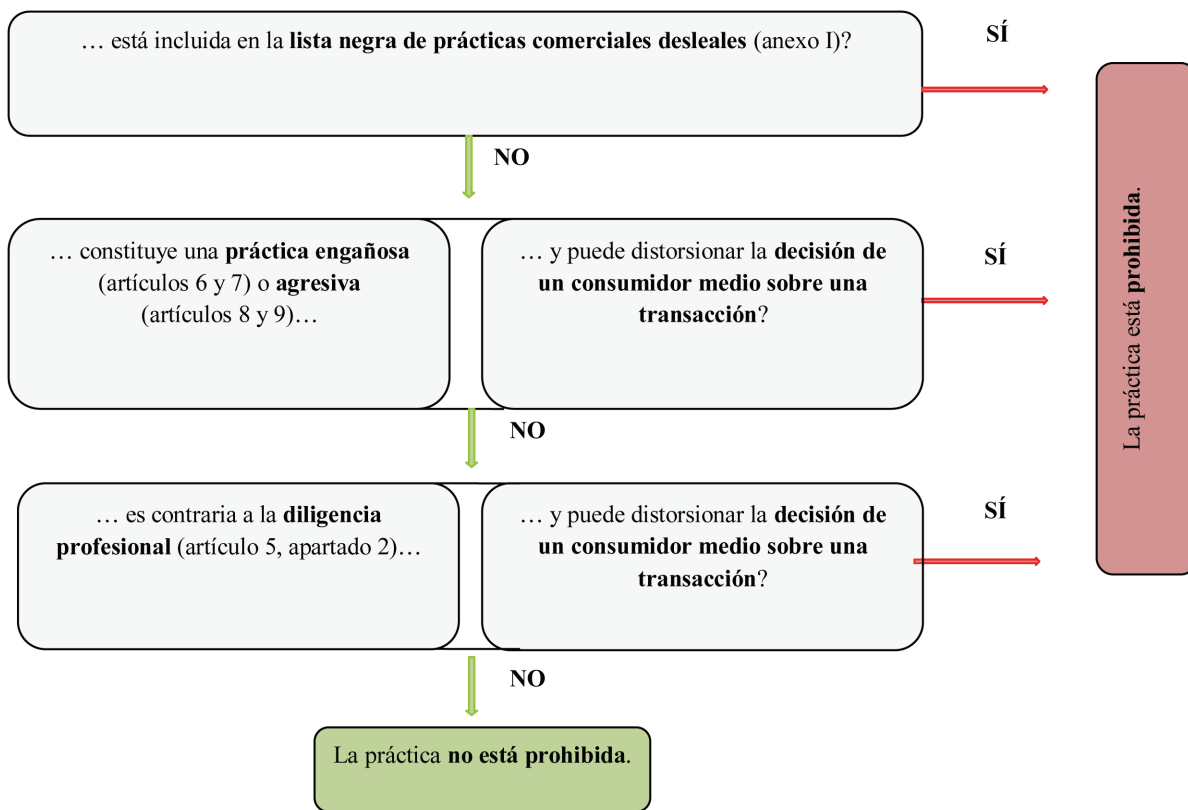 … está incluida en la lista negra de prácticas comerciales desleales (anexo I)?
SÍ
NO
… constituye una práctica engañosa
(artículos 6 y 7) o agresiva
(artículos 8 y 9)…
… y puede distorsionar la decisión de
un consumidor medio sobre una
transacción?
SÍ
NO
… es contraria a la diligencia
profesional (artículo 5, apartado 2)…
… y puede distorsionar la decisión de
un consumidor medio sobre una
transacción?
SÍ
NO
La práctica está prohibida.
La práctica no está prohibida.